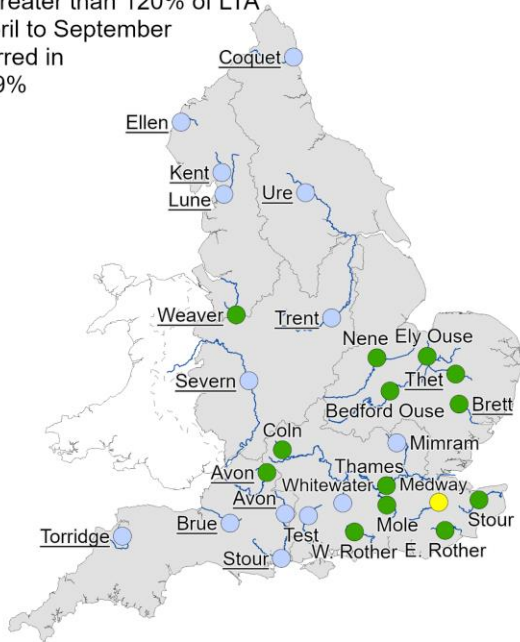 greater than 120% of LTA
ril to September
rred in
9%
Coquet
Ellen
Kent
Lune
Ure
Weaver
Trent
Nene Ely Ouse
Severn
Thet
Bedford Ouse
Brett
Coln
Mimram
Avon
Thames
Avon
Whitewater
Medway
Torridge
Brue
Test
Mole
Stour
Stour
W. Rother
E. Rother